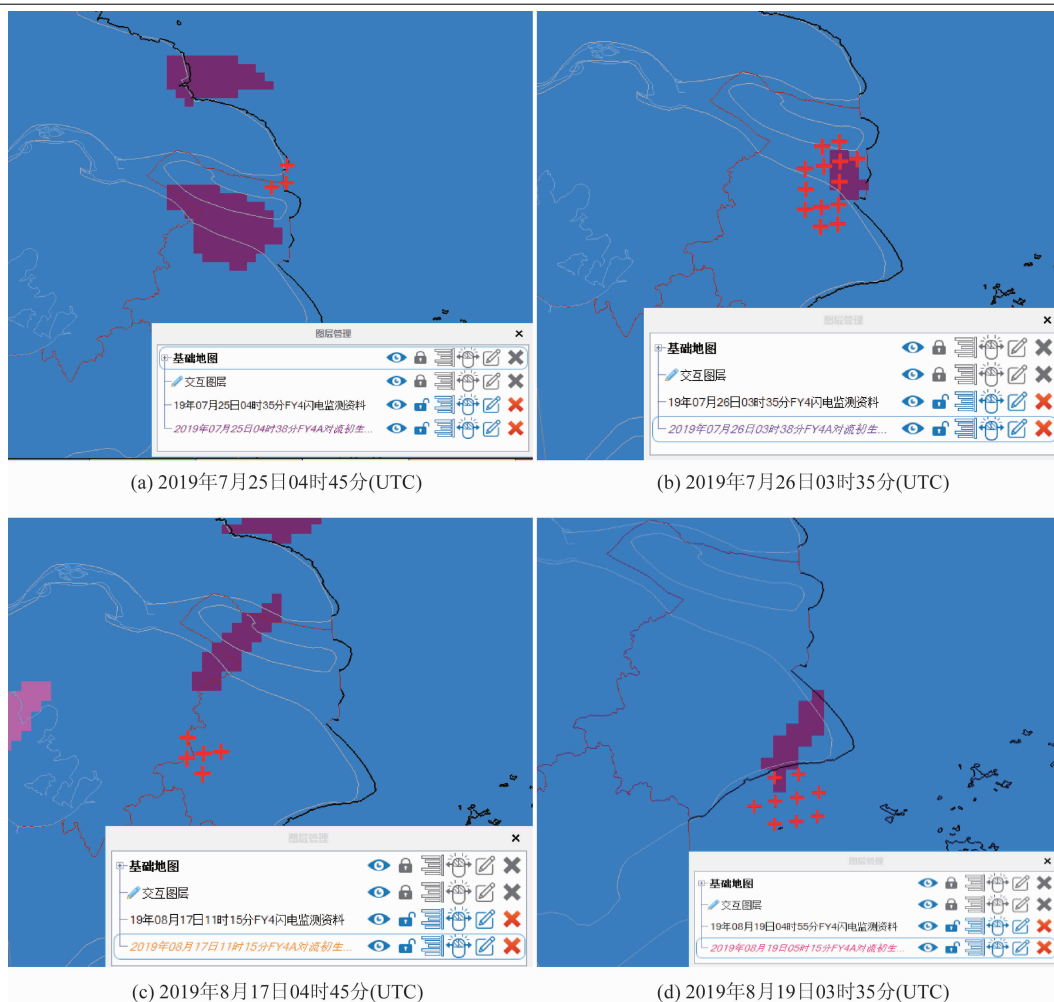 图层管理 ×
基础地图
交互图层
19年07月25日04时35分FY4闪电监测资料
2019年07月25日04时38分FY4A对流初生...
(a) 2019年7月25日04时45分(UTC)
图层管理 ×
基础地图
交互图层
19年07月26日03时35分FY4闪电监测资料
2019年07月26日03时38分FY4A对流初生...
(b) 2019年7月26日03时35分(UTC)
图层管理 ×
基础地图
交互图层
19年08月17日11时15分FY4闪电监测资料
2019年08月17日11时15分FY4A对流初生...
(c) 2019年8月17日04时45分(UTC)
图层管理 ×
基础地图
交互图层
19年08月19日04时55分FY4闪电监测资料
2019年08月19日05时15分FY4A对流初生...
(d) 2019年8月19日03时35分(UTC)